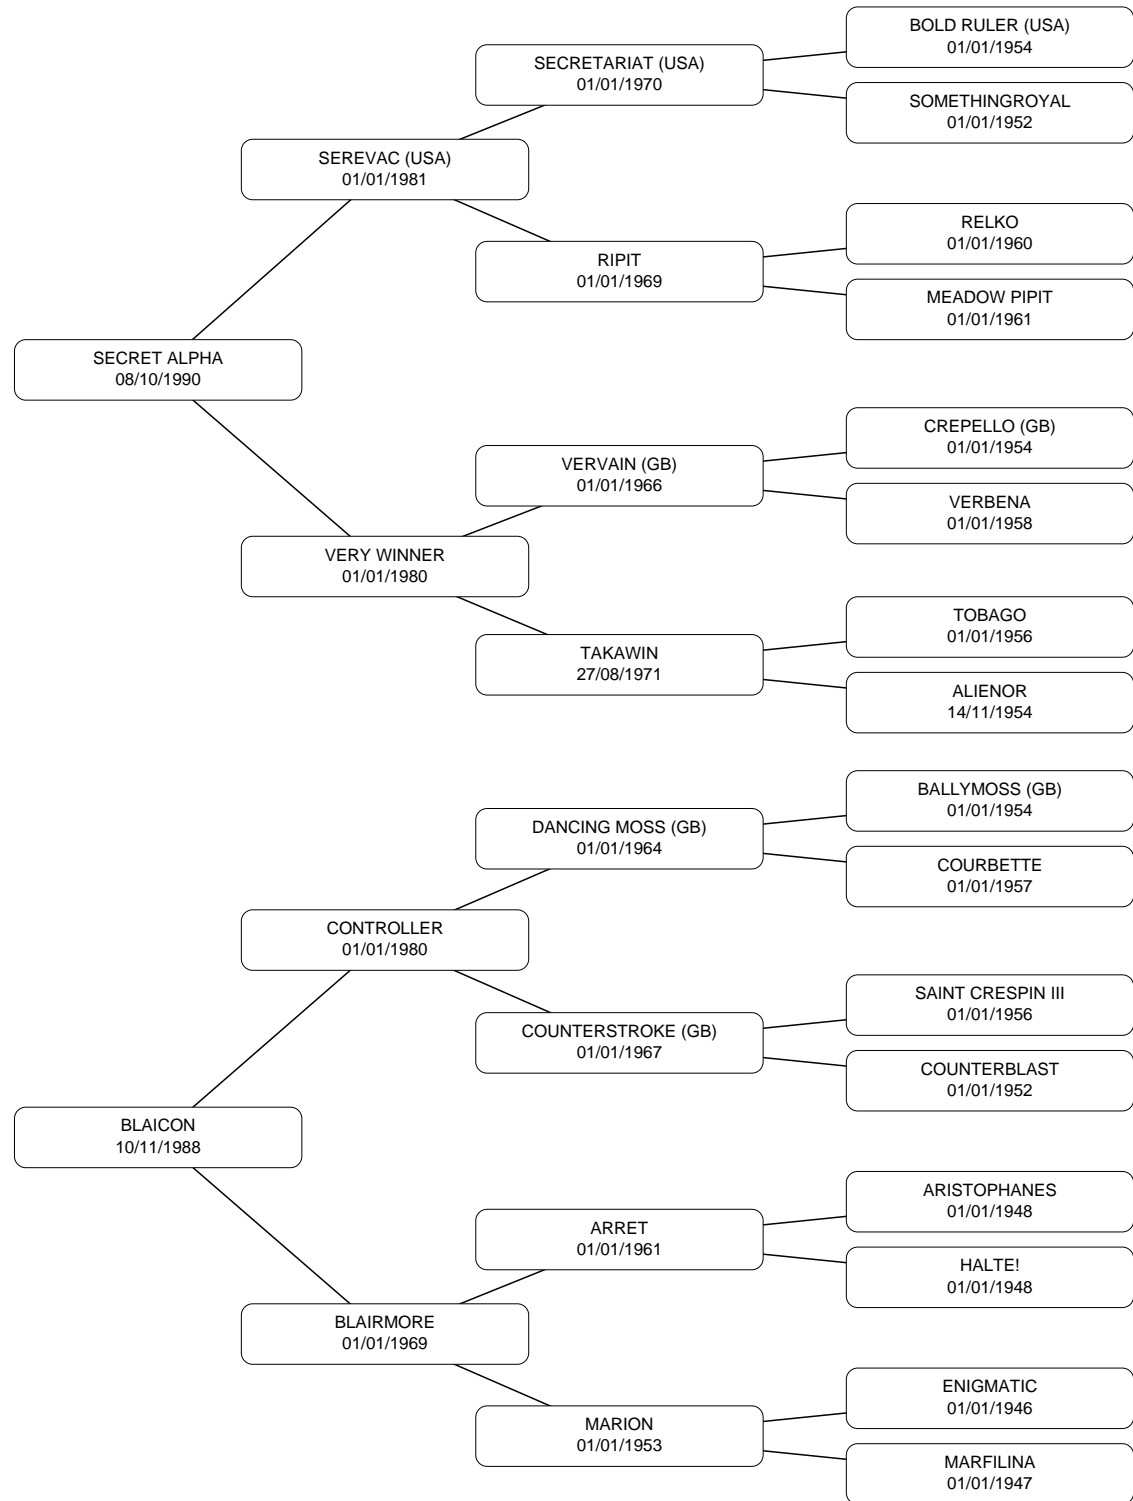 BOLD RULER (USA)
01/01/1954
SECRETARIAT (USA)
01/01/1970
SOMETHINGROYAL
01/01/1952
SEREVAC (USA)
01/01/1981
RELKO
01/01/1960
RIPIT
01/01/1969
MEADOW PIPIT
01/01/1961
SECRET ALPHA
08/10/1990
CREPELLO (GB)
01/01/1954
VERVAIN (GB)
01/01/1966
VERBENA
01/01/1958
VERY WINNER
01/01/1980
TOBAGO
01/01/1956
TAKAWIN
27/08/1971
ALIENOR
14/11/1954
BALLYMOSS (GB)
01/01/1954
DANCING MOSS (GB)
01/01/1964
COURBETTE
01/01/1957
CONTROLLER
01/01/1980
SAINT CRESPIN III
01/01/1956
COUNTERSTROKE (GB)
01/01/1967
COUNTERBLAST
01/01/1952
BLAICON
10/11/1988
ARISTOPHANES
01/01/1948
ARRET
01/01/1961
HALTE!
01/01/1948
BLAIRMORE
01/01/1969
ENIGMATIC
01/01/1946
MARION
01/01/1953
MARFILINA
01/01/1947